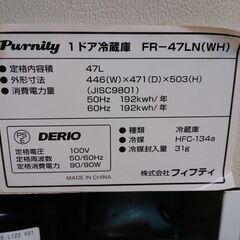 Purnity 1ドア冷蔵庫 FR-47LN(WH)
● 定格内容積 47L
● 外形寸法 446(W)×471(D)×503(H)
● 消費電力量 (JISC9801)
50Hz 192kwh/年
60Hz 192kwh/年
PS E DERIO
定格電圧 100V
定格周波数 50/60Hz
定格消費電力 90/90W
MADE IN CHINA
● 種類 冷蔵庫
● 冷媒 HFC-134a
● 冷媒封入量 31g
株式会社フィフティ